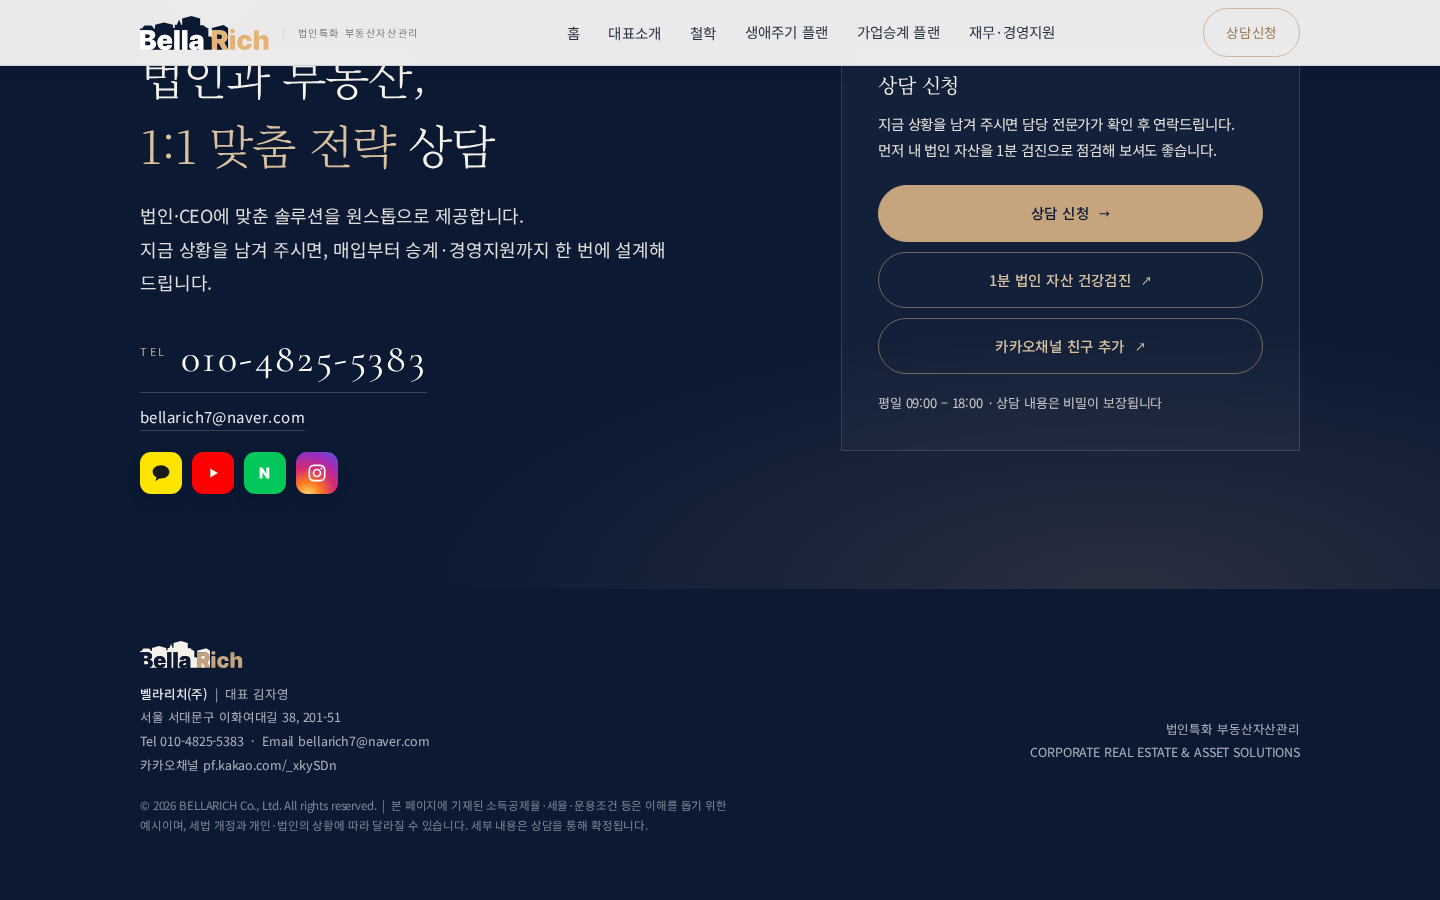 BellaRich
법인특화 부동산자산관리
홈
대표소개
철학
생애주기 플랜
가업승계 플랜
재무·경영지원
상담신청
법인과 부동산,
1:1 맞춤 전략 상담
법인·CEO에 맞춘 솔루션을 원스톱으로 제공합니다.
지금 상황을 남겨 주시면, 매입부터 승계·경영지원까지 한 번에 설계해
드립니다.
TEL 010-4825-5383
bellarich7@naver.com
N
상담 신청
지금 상황을 남겨 주시면 담당 전문가가 확인 후 연락드립니다.
먼저 내 법인 자산을 1분 검진으로 점검해 보셔도 좋습니다.
상담 신청 →
1분 법인 자산 건강검진 ↗
카카오채널 친구 추가 ↗
평일 09:00 – 18:00 · 상담 내용은 비밀이 보장됩니다
BellaRich
벨라리치(주) | 대표 김자영
서울 서대문구 이화여대길 38, 201-51
Tel 010-4825-5383 · Email bellarich7@naver.com
카카오채널 pf.kakao.com/_xkySDn
법인특화 부동산자산관리
CORPORATE REAL ESTATE & ASSET SOLUTIONS
© 2026 BELLARICH Co., Ltd. All rights reserved. | 본 페이지에 기재된 소득공제율·세율·운용조건 등은 이해를 돕기 위한
예시이며, 세법 개정과 개인·법인의 상황에 따라 달라질 수 있습니다. 세부 내용은 상담을 통해 확정됩니다.